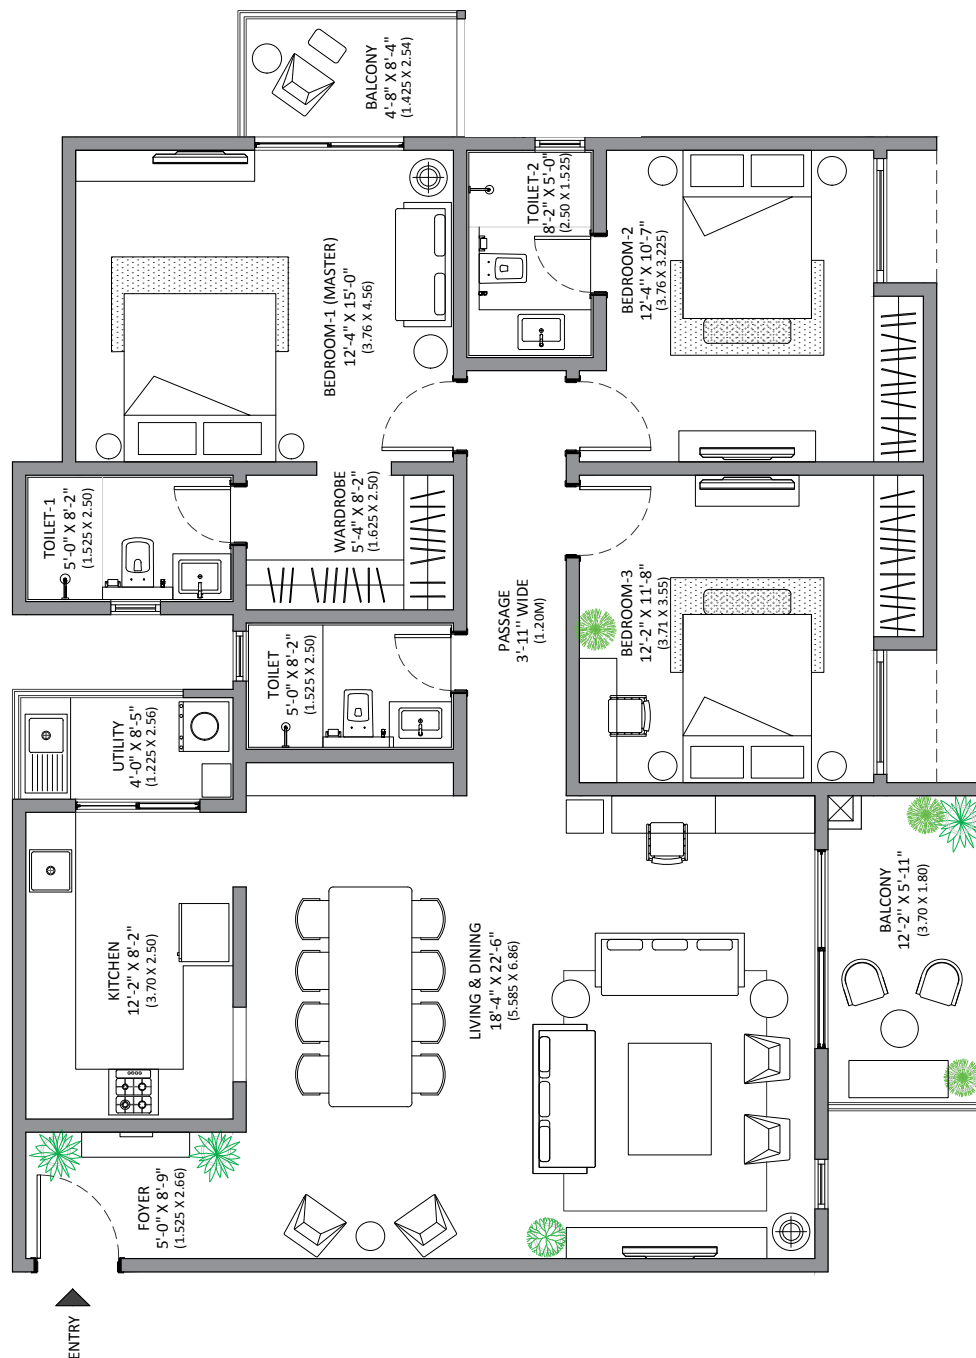 BALCONY
4'-8" X 8'-4"
(1.425 X 2.54)
TOILET-2
8'-2" X 5'-0"
(2.50 X 1.525)
BEDROOM-1 (MASTER)
12'-4" X 15'-0"
(3.76 X 4.56)
BEDROOM-2
12'-4" X 10'-7"
(3.76 X 3.225)
TOILET-1
5'-0" X 8'-2"
(1.525 X 2.50)
WARDROBE
5'-4" X 8'-2"
(1.625 X 2.50)
PASSAGE
3'-11" WIDE
(1.20M)
BEDROOM-3
12'-2" X 11'-8"
(3.71 X 3.55)
TOILET
5'-0" X 8'-2"
(1.525 X 2.50)
UTILITY
4'-0" X 8'-5"
(1.225 X 2.56)
KITCHEN
12'-2" X 8'-2"
(3.70 X 2.50)
LIVING & DINING
18'-4" X 22'-6"
(5.585 X 6.86)
BALCONY
12'-2" X 5'-11"
(3.70 X 1.80)
FOYER
5'-0" X 8'-9"
(1.525 X 2.66)
ENTRY